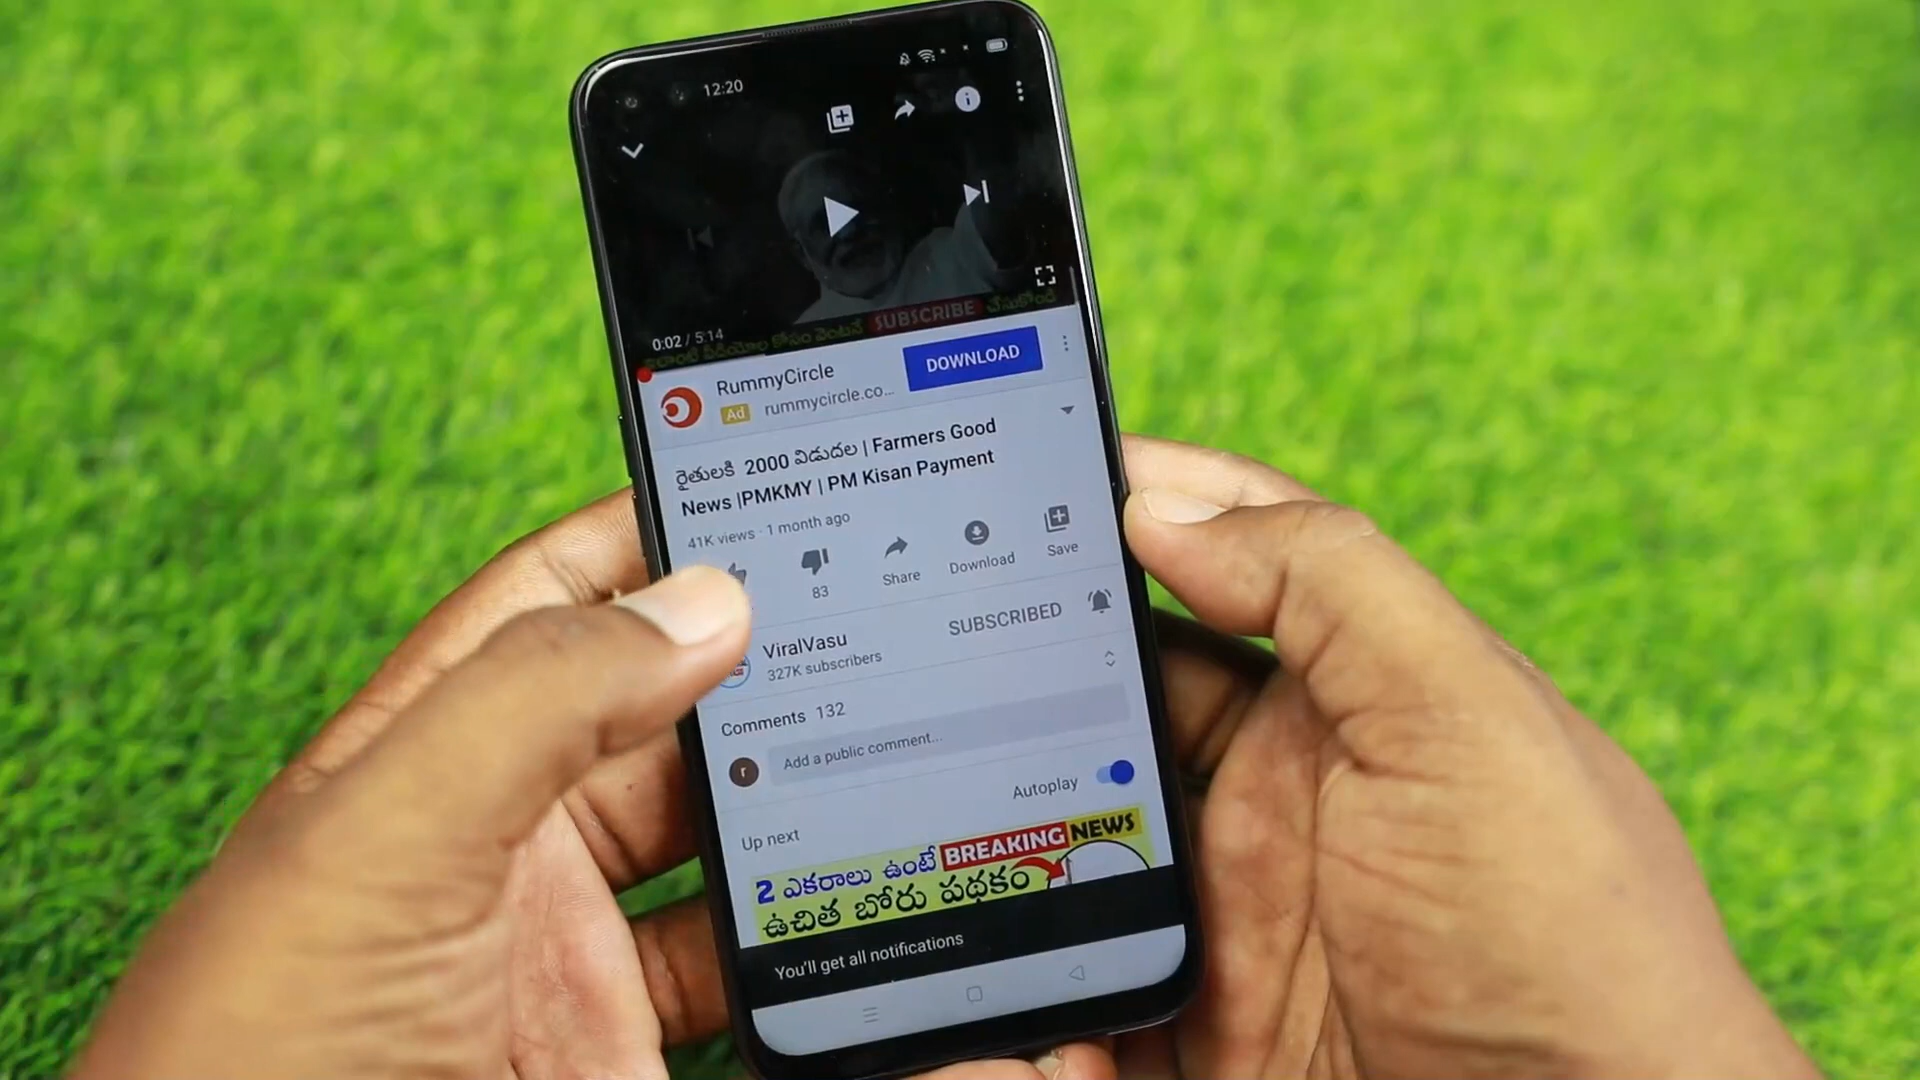 12:20
0:02 / 5:14
ఇలాంటి వీడియోల కోసం వెంటనే SUBSCRIBE చేసుకోండి
RummyCircle
DOWNLOAD
Ad rummycircle.co...
రైతులకి 2000 విడుదల | Farmers Good
News |PMKMY | PM Kisan Payment
41K views · 1 month ago
83
Share
Download
Save
ViralVasu
327K subscribers
SUBSCRIBED
Comments 132
r
Add a public comment...
Autoplay
Up next
2 ఎకరాలు ఉంటే BREAKING NEWS
ఉచిత బోరు పథకం
You'll get all notifications